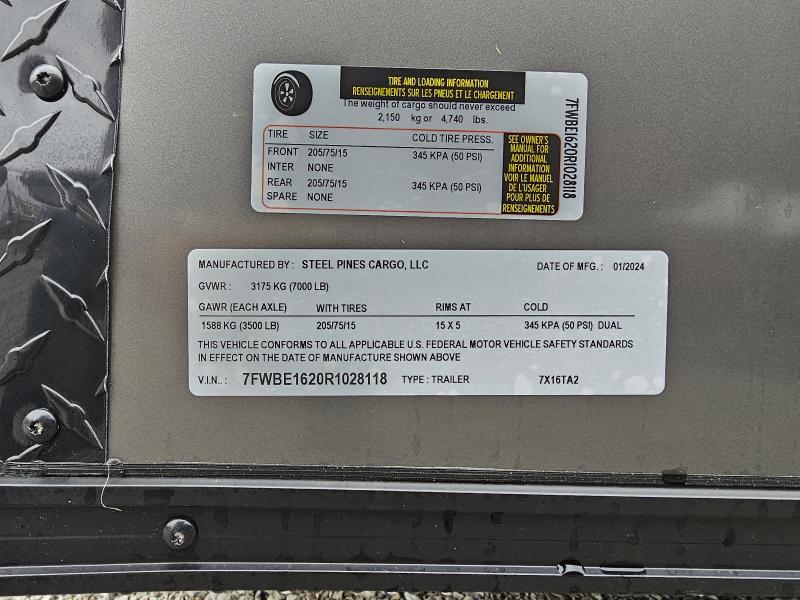 TIRE AND LOADING INFORMATION
RENSEIGNEMENTS SUR LES PNEUS ET LE CHARGEMENT
The weight of cargo should never exceed
2,150 kg or 4,740 lbs.
TIRE SIZE COLD TIRE PRESS.
FRONT 205/75/15 345 KPA (50 PSI)
INTER NONE
REAR 205/75/15 345 KPA (50 PSI)
SPARE NONE
SEE OWNER'S
MANUAL FOR
ADDITIONAL
INFORMATION
VOIR LE MANUEL
DE L'USAGER
POUR PLUS DE
RENSEIGNEMENTS
7FWBE1620R1028118
MANUFACTURED BY: STEEL PINES CARGO, LLC DATE OF MFG. : 01/2024
GVWR : 3175 KG (7000 LB)
GAWR (EACH AXLE) WITH TIRES RIMS AT COLD
1588 KG (3500 LB) 205/75/15 15 X 5 345 KPA (50 PSI) DUAL
THIS VEHICLE CONFORMS TO ALL APPLICABLE U.S. FEDERAL MOTOR VEHICLE SAFETY STANDARDS
IN EFFECT ON THE DATE OF MANUFACTURE SHOWN ABOVE
V.I.N.. : 7FWBE1620R1028118 TYPE : TRAILER 7X16TA2